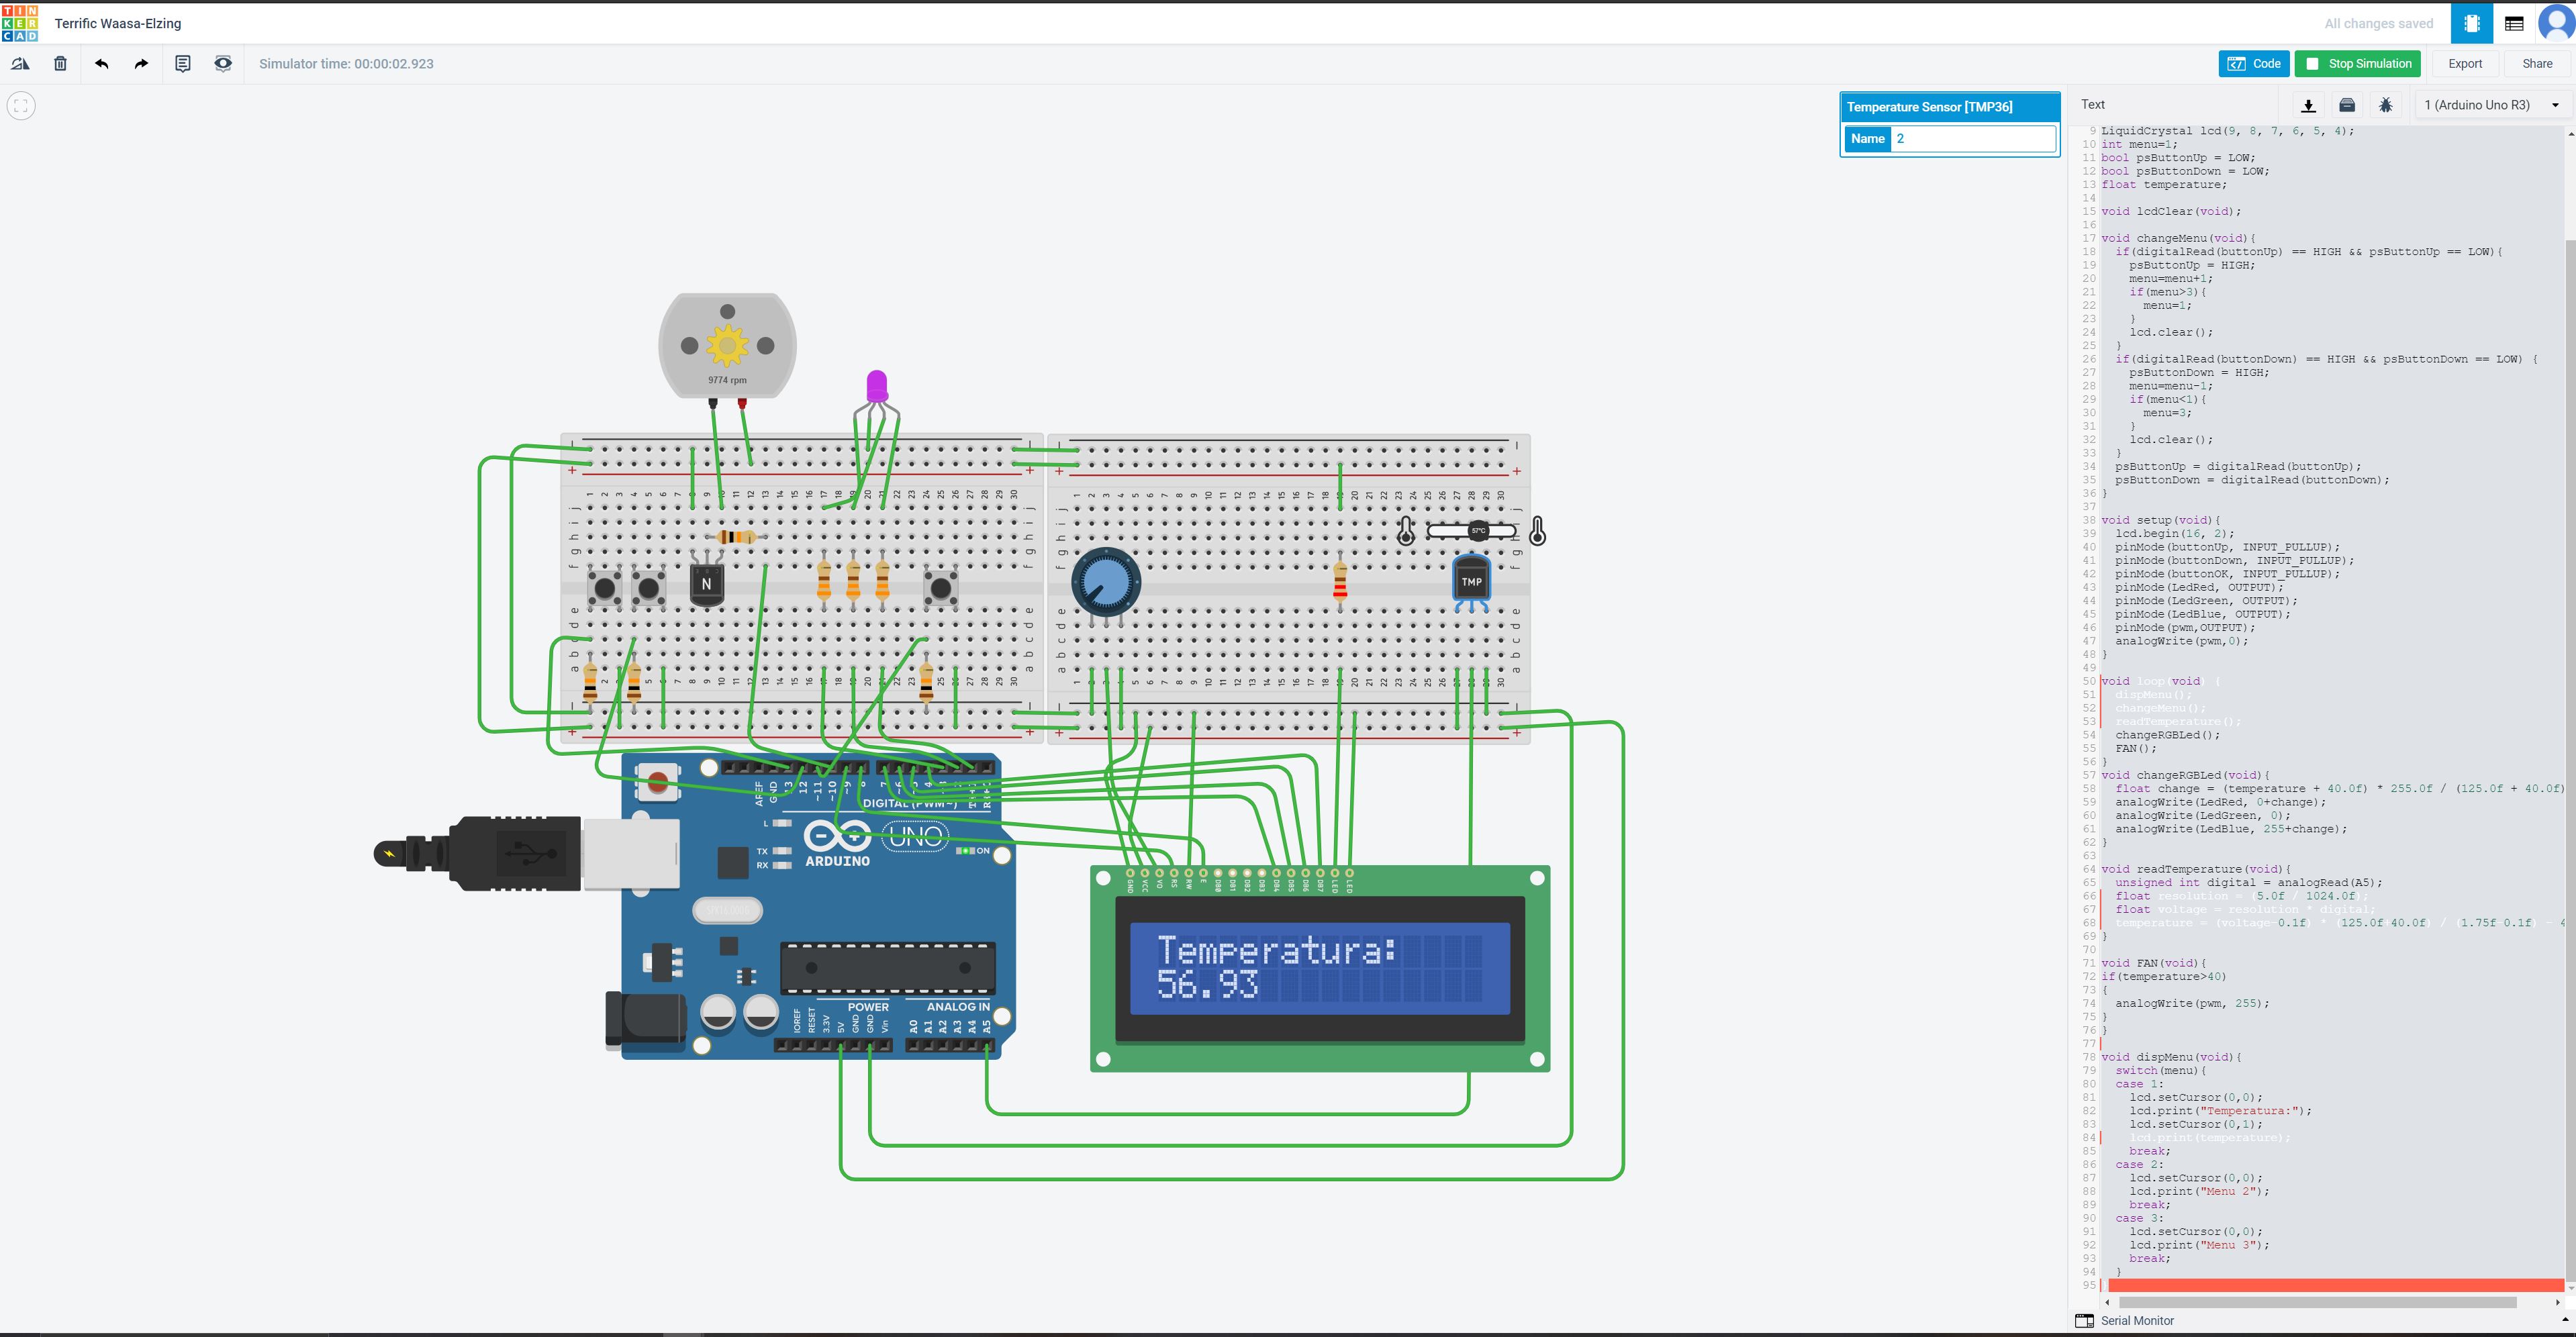 TIN
KER
CAD
Terrific Waasa-Elzing
All changes saved
Simulator time: 00:00:02.923
Code
Stop Simulation
Export
Share
Temperature Sensor [TMP36]
Name 2
Text
1 (Arduino Uno R3)
9 LiquidCrystal lcd(9, 8, 7, 6, 5, 4);
10 int menu=1;
11 bool psButtonUp = LOW;
12 bool psButtonDown = LOW;
13 float temperature;
14
15 void lcdClear(void);
16
17 void changeMenu(void){
18 if(digitalRead(buttonUp) == HIGH && psButtonUp == LOW){
19 psButtonUp = HIGH;
20 menu=menu+1;
21 if(menu>3){
22 menu=1;
23 }
24 lcd.clear();
25 }
26 if(digitalRead(buttonDown) == HIGH && psButtonDown == LOW) {
27 psButtonDown = HIGH;
28 menu=menu-1;
29 if(menu<1){
30 menu=3;
31 }
32 lcd.clear();
33 }
34 psButtonUp = digitalRead(buttonUp);
35 psButtonDown = digitalRead(buttonDown);
36 }
37
38 void setup(void){
39 lcd.begin(16, 2);
40 pinMode(buttonUp, INPUT_PULLUP);
41 pinMode(buttonDown, INPUT_PULLUP);
42 pinMode(buttonOK, INPUT_PULLUP);
43 pinMode(LedRed, OUTPUT);
44 pinMode(LedGreen, OUTPUT);
45 pinMode(LedBlue, OUTPUT);
46 pinMode(pwm,OUTPUT);
47 analogWrite(pwm,0);
48 }
49
50 void loop(void) {
51 dispMenu();
52 changeMenu();
53 readTemperature();
54 changeRGBLed();
55 FAN();
56 }
57 void changeRGBLed(void){
58 float change = (temperature + 40.0f) * 255.0f / (125.0f + 40.0f)
59 analogWrite(LedRed, 0+change);
60 analogWrite(LedGreen, 0);
61 analogWrite(LedBlue, 255+change);
62 }
63
64 void readTemperature(void){
65 unsigned int digital = analogRead(A5);
66 float resolution = (5.0f / 1024.0f);
67 float voltage = resolution * digital;
68 temperature = (voltage 0.1f) * (125.0f 40.0f) / (1.75f 0.1f) - 4
69 }
70
71 void FAN(void){
72 if(temperature>40)
73 {
74 analogWrite(pwm, 255);
75 }
76 }
77
78 void dispMenu(void){
79 switch(menu){
80 case 1:
81 lcd.setCursor(0,0);
82 lcd.print("Temperatura:");
83 lcd.setCursor(0,1);
84 lcd.print(temperature);
85 break;
86 case 2:
87 lcd.setCursor(0,0);
88 lcd.print("Menu 2");
89 break;
90 case 3:
91 lcd.setCursor(0,0);
92 lcd.print("Menu 3");
93 break;
94 }
95
Serial Monitor
9774 rpm
N
57°C
TMP
AREF
GND
13
12
~11
~10
~9
8
DIGITAL (PWM~)
L
TX
RX
ARDUINO
UNO
ON
POWER
ANALOG IN
IOREF
RESET
3.3V
5V
GND
GND
Vin
A0
A1
A2
A3
A4
A5
GND
VCC
V0
RS
RW
E
DB0
DB1
DB2
DB3
DB4
DB5
DB6
DB7
LED
LED
Temperatura:
56.93